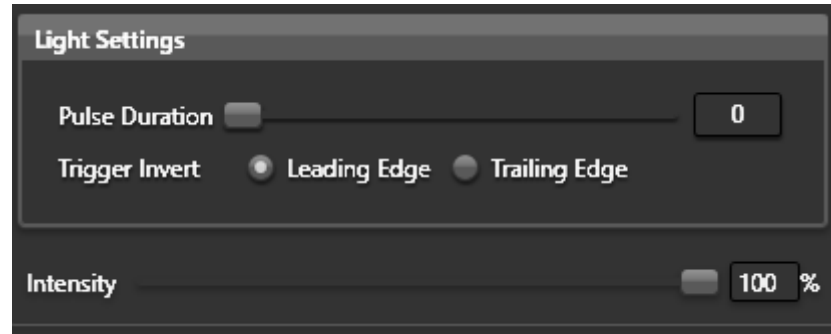 Light Settings
Pulse Duration 0
Trigger Invert Leading Edge Trailing Edge
Intensity 100 %